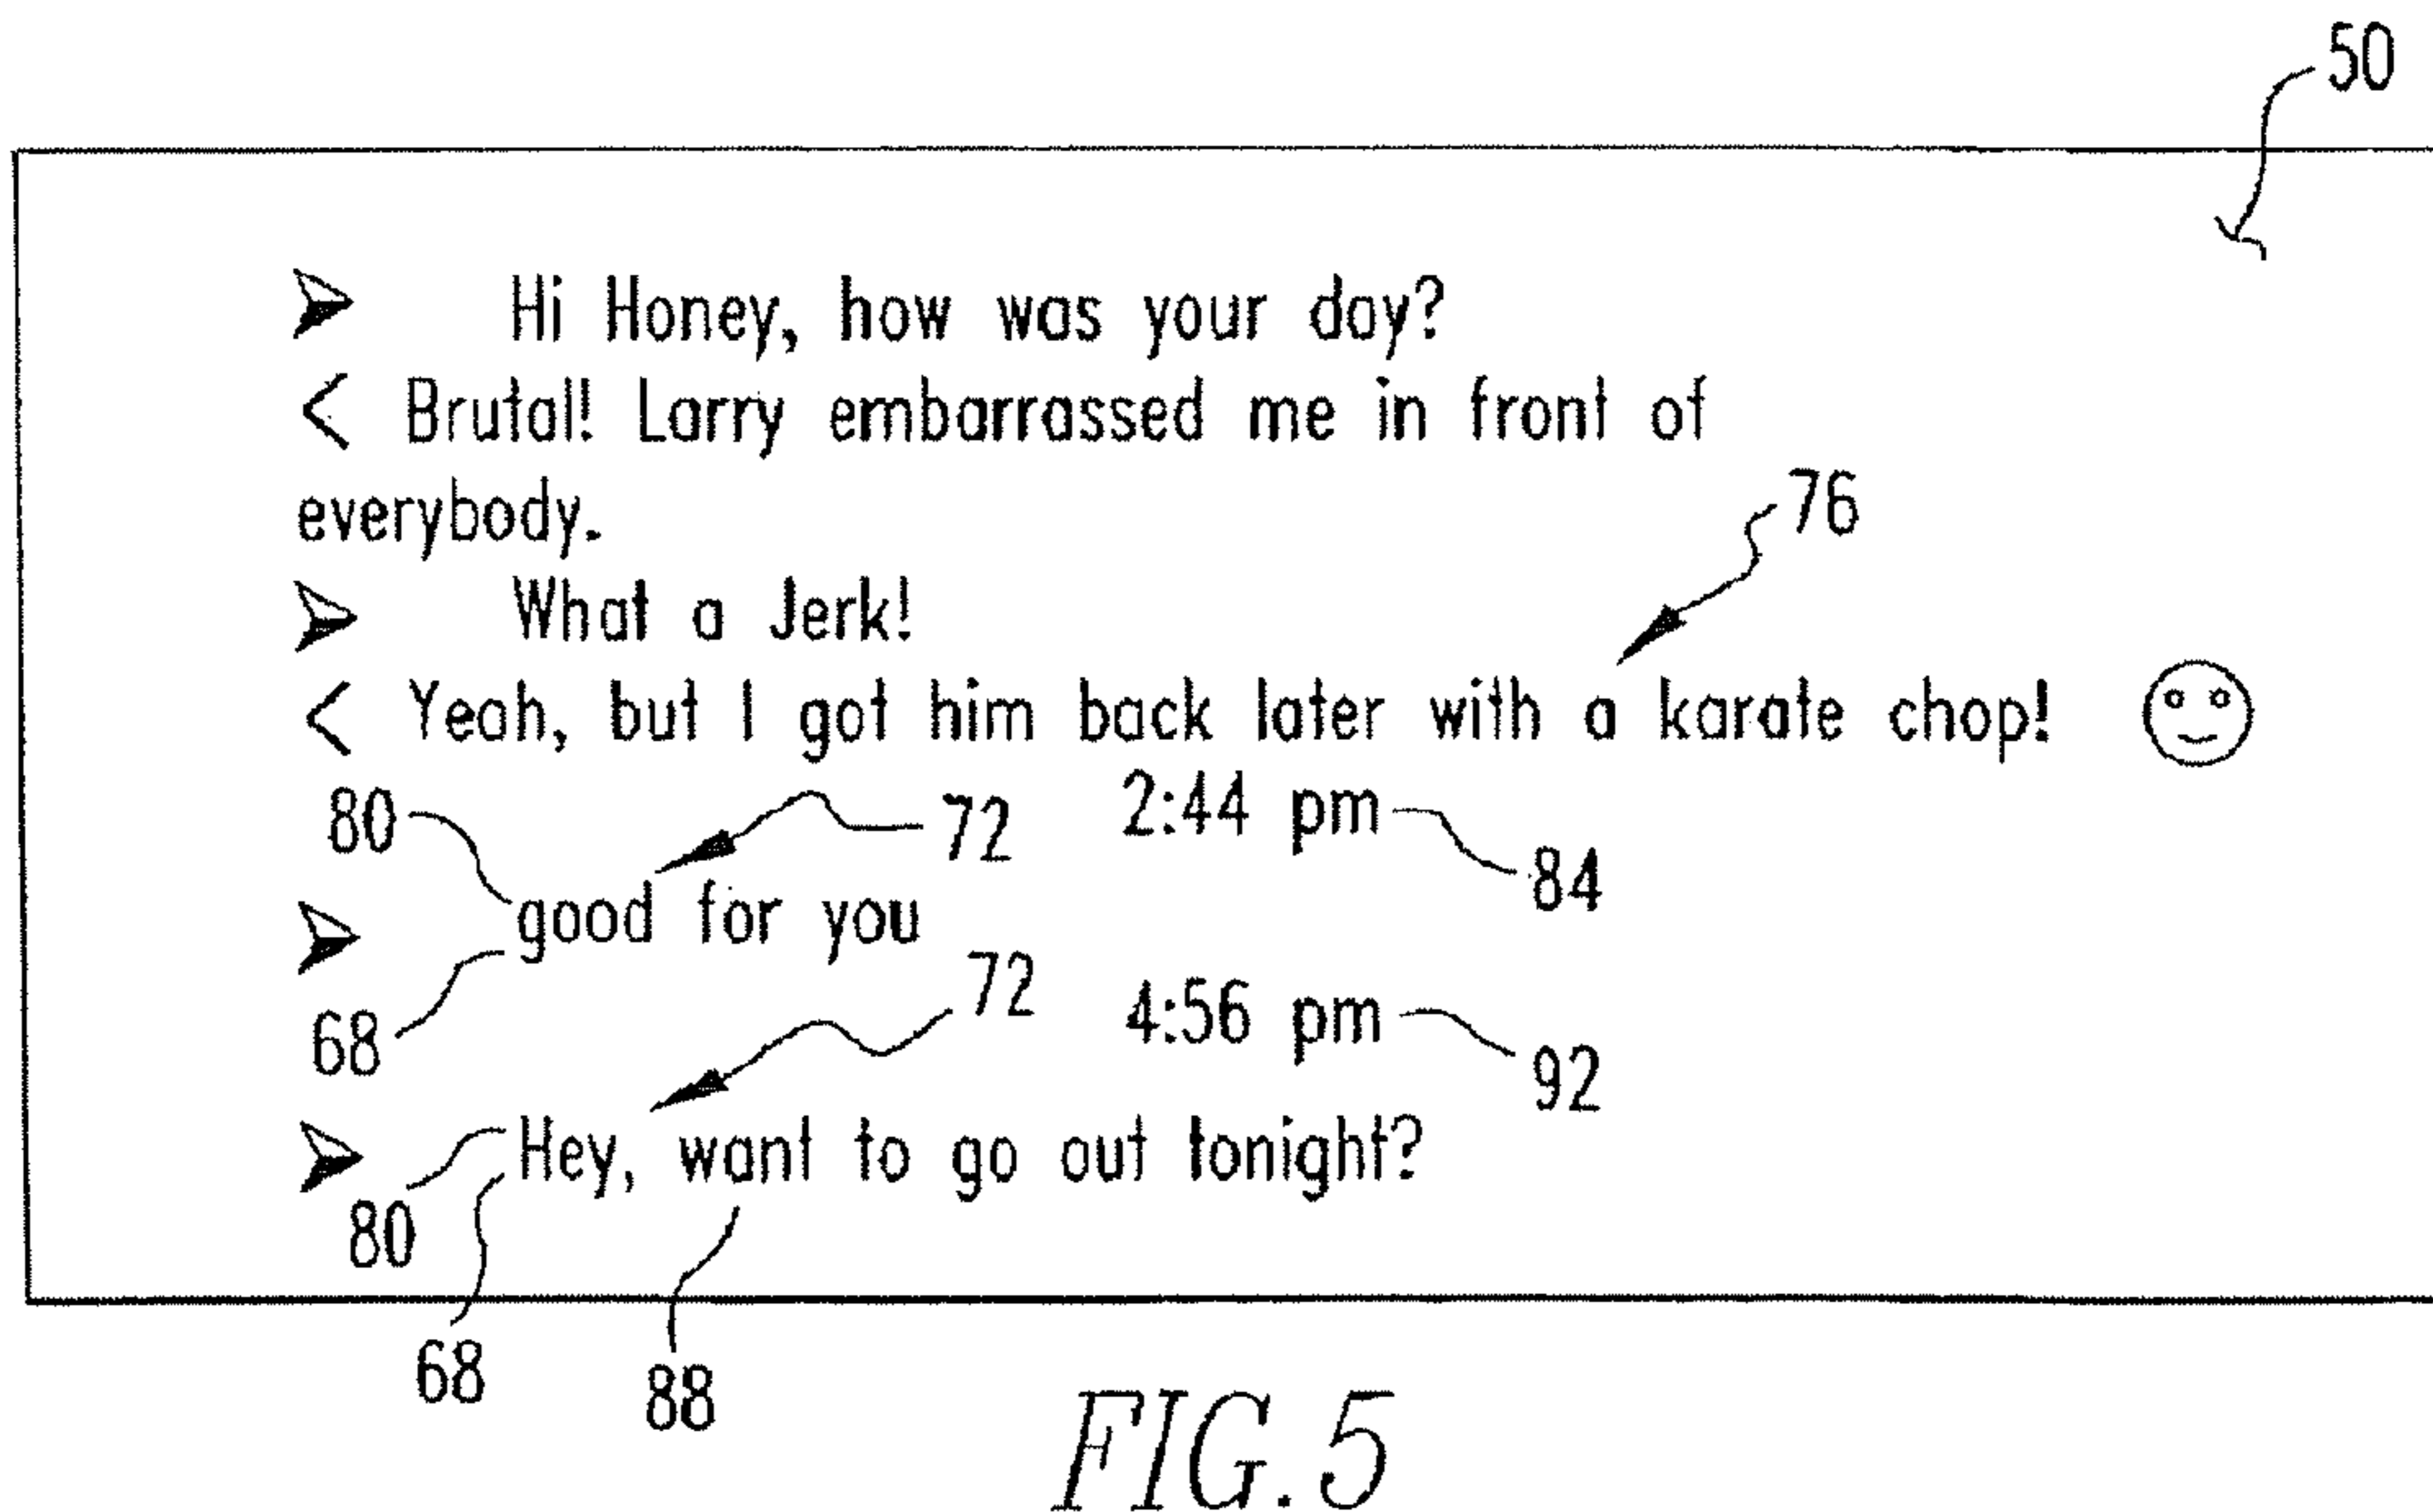 50
➢ Hi Honey, how was your day?
< Brutal! Larry embarrassed me in front of
everybody.
76
➢ What a Jerk!
< Yeah, but I got him back later with a karate chop! ☺
80 72 2:44 pm 84
➢ good for you
68 72 4:56 pm 92
➢ Hey, want to go out tonight?
80
68 88
FIG. 5